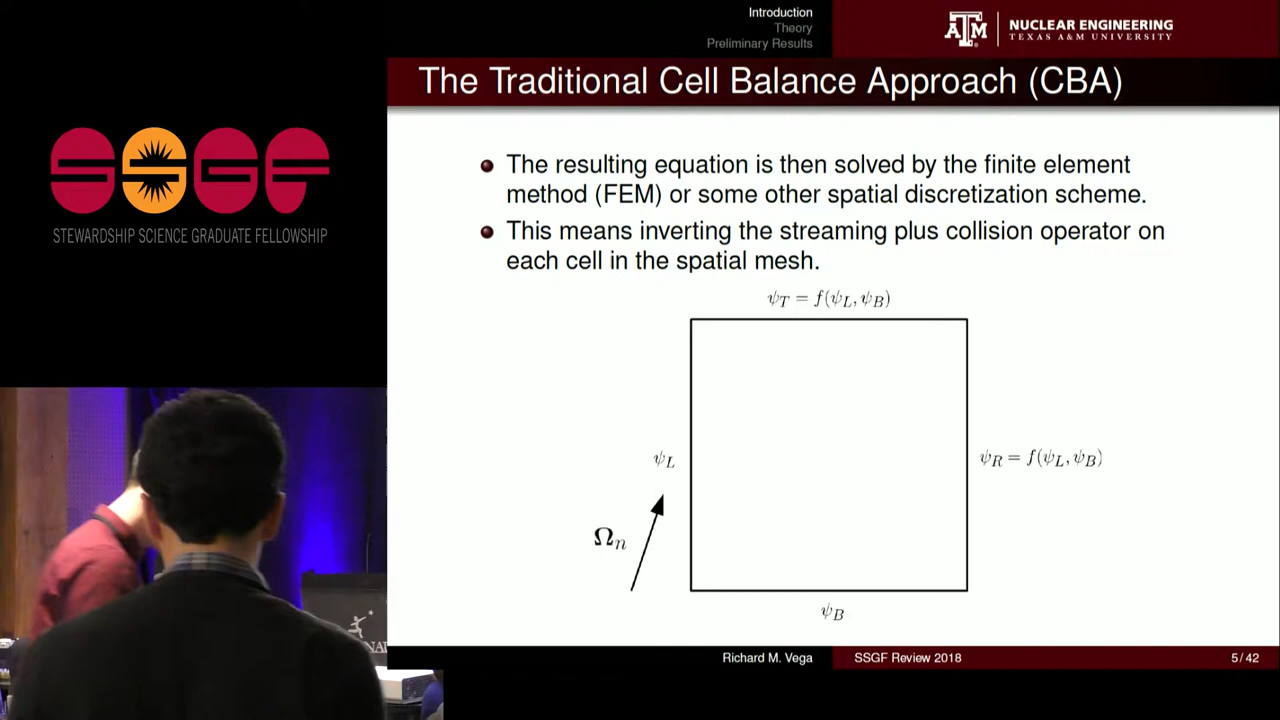 Introduction
Theory
Preliminary Results
ATM
NUCLEAR ENGINEERING
TEXAS A&M UNIVERSITY
The Traditional Cell Balance Approach (CBA)
SSGF
STEWARDSHIP SCIENCE GRADUATE FELLOWSHIP
The resulting equation is then solved by the finite element
method (FEM) or some other spatial discretization scheme.
This means inverting the streaming plus collision operator on
each cell in the spatial mesh.
ψ_T = f(ψ_L, ψ_B)
ψ_L
ψ_R = f(ψ_L, ψ_B)
Ω_n
ψ_B
Richard M. Vega
SSGF Review 2018
5 / 42